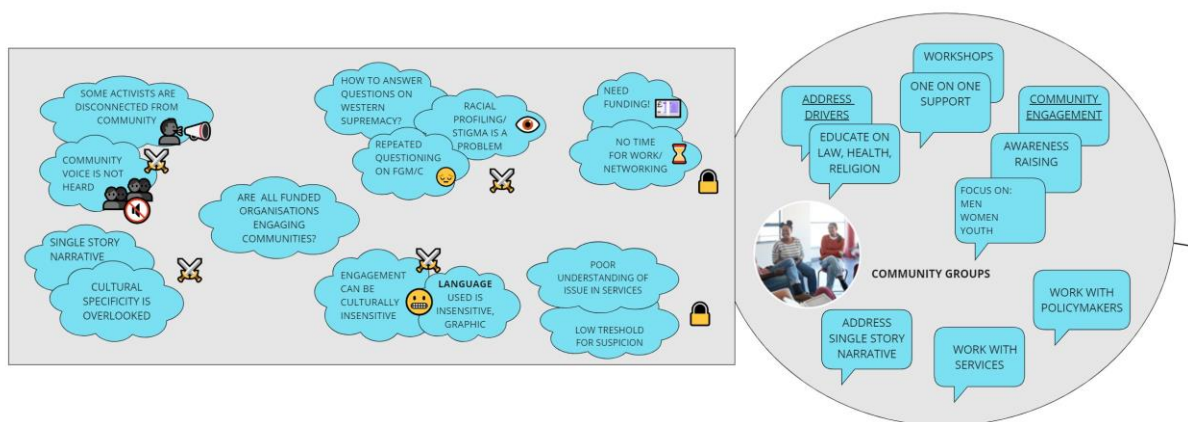 SOME ACTIVISTS ARE
DISCONNECTED FROM
COMMUNITY
COMMUNITY
VOICE IS NOT
HEARD
SINGLE STORY
NARRATIVE
CULTURAL
SPECIFICITY IS
OVERLOOKED
ARE ALL FUNDED
ORGANISATIONS
ENGAGING
COMMUNITIES?
HOW TO ANSWER
QUESTIONS ON
WESTERN
SUPREMACY?
RACIAL
PROFILING/
STIGMA IS A
PROBLEM
REPEATED
QUESTIONING
ON FGM/C
ENGAGEMENT
CAN BE
CULTURALLY
INSENSITIVE
LANGUAGE
USED IS
INSENSITIVE,
GRAPHIC
NEED
FUNDING!
£
NO TIME
FOR WORK/
NETWORKING
POOR
UNDERSTANDING OF
ISSUE IN SERVICES
LOW TRESHOLD
FOR SUSPICION
WORKSHOPS
ONE ON ONE
SUPPORT
ADDRESS
DRIVERS
EDUCATE ON
LAW, HEALTH,
RELIGION
COMMUNITY
ENGAGEMENT
AWARENESS
RAISING
FOCUS ON:
MEN
WOMEN
YOUTH
COMMUNITY GROUPS
ADDRESS
SINGLE STORY
NARRATIVE
WORK WITH
SERVICES
WORK WITH
POLICYMAKERS